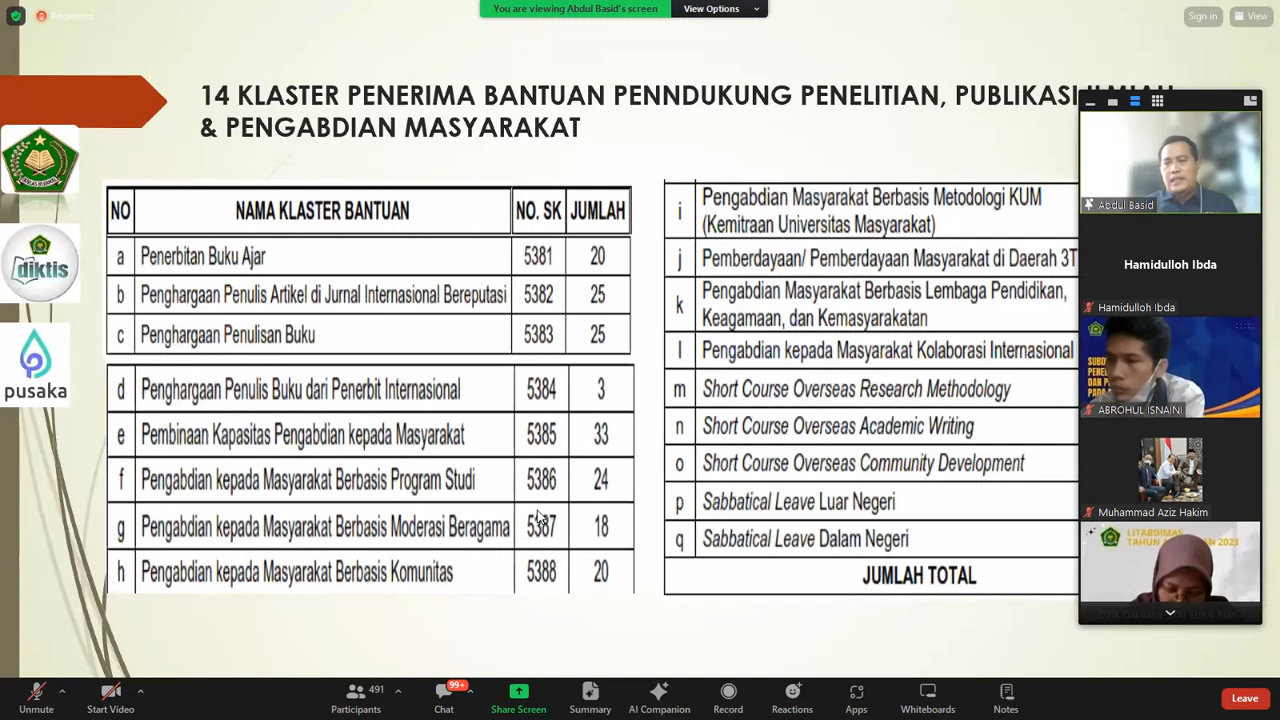 You are viewing Abdul Basid's screen
View Options
Sign in
View
14 KLASTER PENERIMA BANTUAN PENNDUKUNG PENELITIAN, PUBLIKASI
& PENGABDIAN MASYARAKAT
diktis
pusaka
NO NAMA KLASTER BANTUAN NO. SK JUMLAH
a Penerbitan Buku Ajar 5381 20
b Penghargaan Penulis Artikel di Jurnal Internasional Bereputasi 5382 25
c Penghargaan Penulisan Buku 5383 25
d Penghargaan Penulis Buku dari Penerbit Internasional 5384 3
e Pembinaan Kapasitas Pengabdian kepada Masyarakat 5385 33
f Pengabdian kepada Masyarakat Berbasis Program Studi 5386 24
g Pengabdian kepada Masyarakat Berbasis Moderasi Beragama 5387 18
h Pengabdian kepada Masyarakat Berbasis Komunitas 5388 20
i Pengabdian Masyarakat Berbasis Metodologi KUM
(Kemitraan Universitas Masyarakat)
j Pemberdayaan/ Pemberdayaan Masyarakat di Daerah 3T
k Pengabdian Masyarakat Berbasis Lembaga Pendidikan,
Keagamaan, dan Kemasyarakatan
l Pengabdian kepada Masyarakat Kolaborasi Internasional
m Short Course Overseas Research Methodology
n Short Course Overseas Academic Writing
o Short Course Overseas Community Development
p Sabbatical Leave Luar Negeri
q Sabbatical Leave Dalam Negeri
JUMLAH TOTAL
Abdul Basid
Hamidulloh Ibda
Hamidulloh Ibda
ABROHUL ISNAINI
Muhammad Aziz Hakim
LITABDIMAS
TAHUN 2023
Unmute
Start Video
491
Participants
99+
Chat
Share Screen
Summary
AI Companion
Record
Reactions
Apps
Whiteboards
Notes
Leave